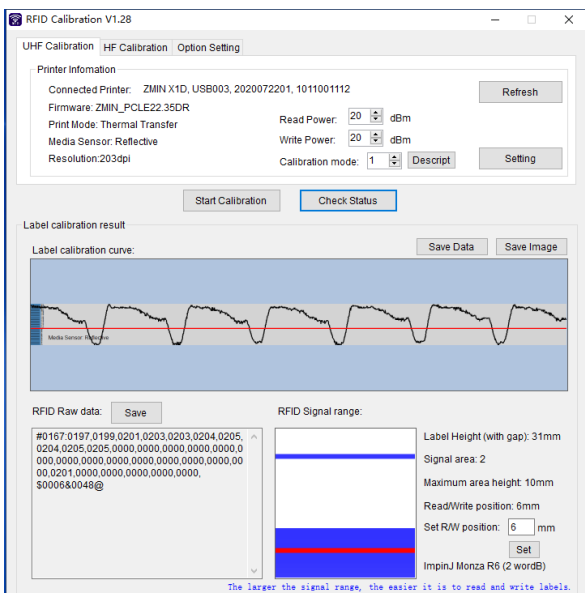 RFID Calibration V1.28
UHF Calibration HF Calibration Option Setting
Printer Infomation
Connected Printer: ZMIN X1D, USB003, 2020072201, 1011001112
Refresh
Firmware: ZMIN_PCLE22.35DR
Print Mode: Thermal Transfer
Read Power: 20 dBm
Media Sensor: Reflective
Write Power: 20 dBm
Resolution:203dpi
Calibration mode: 1 Descript
Setting
Start Calibration Check Status
Label calibration result
Label calibration curve:
Save Data Save Image
Media Sensor: Reflective
RFID Raw data: Save
#0167:0197,0199,0201,0203,0203,0204,0205,
0204,0205,0205,0000,0000,0000,0000,0000,0
000,0000,0000,0000,0000,0000,0000,0000,00
00,0201,0000,0000,0000,0000,0000,
$0006&0048@
RFID Signal range:
Label Height (with gap): 31mm
Signal area: 2
Maximum area height: 10mm
Read/Write position: 6mm
Set R/W position: 6 mm
Set
ImpinJ Monza R6 (2 wordB)
The larger the signal range, the easier it is to read and write labels.